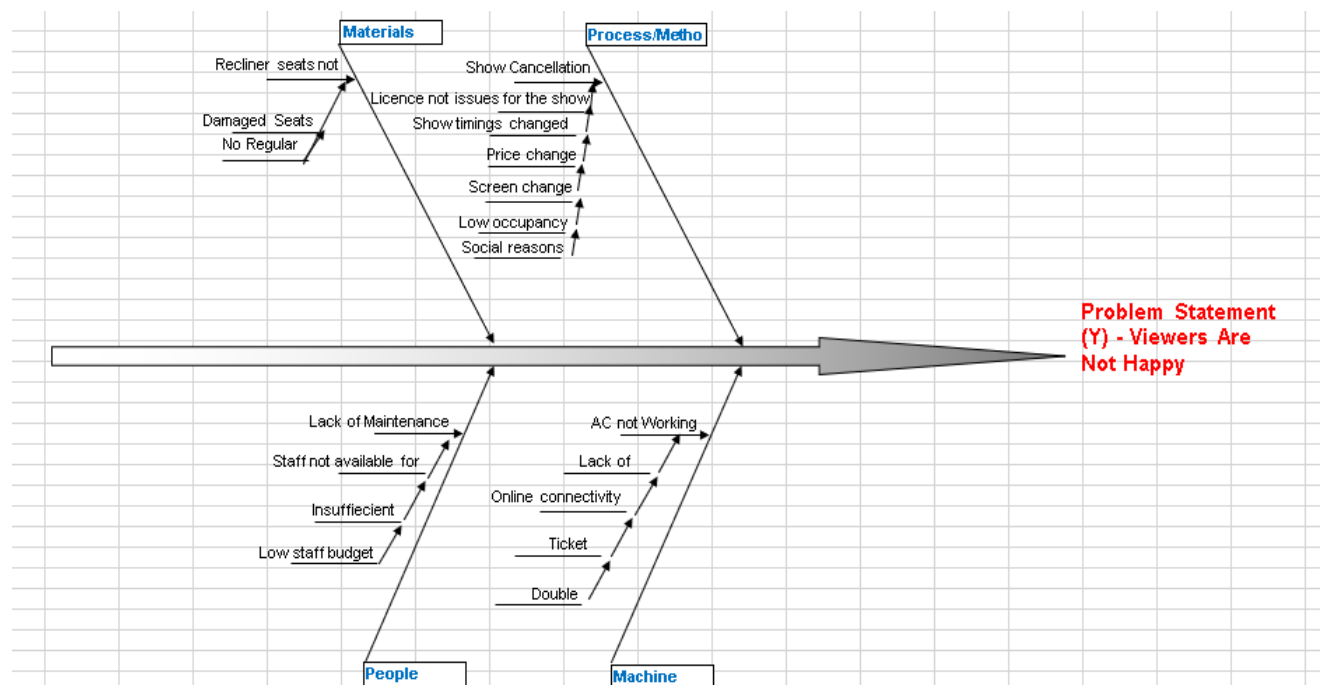 Materials
Recliner seats not
Damaged Seats
No Regular
Process/Metho
Show Cancellation
Licence not issues for the show
Show timings changed
Price change
Screen change
Low occupancy
Social reasons
Problem Statement
(Y) - Viewers Are
Not Happy
Lack of Maintenance
Staff not available for
Insuffiecient
Low staff budget
People
AC not Working
Lack of
Online connectivity
Ticket
Double
Machine